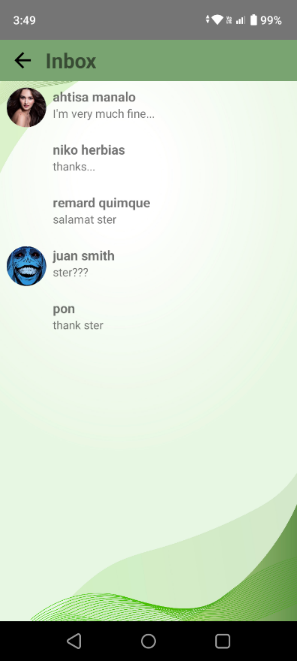 3:49
99%
Inbox
ahtisa manalo
I'm very much fine...
niko herbias
thanks...
remard quimque
salamat ster
juan smith
ster???
pon
thank ster